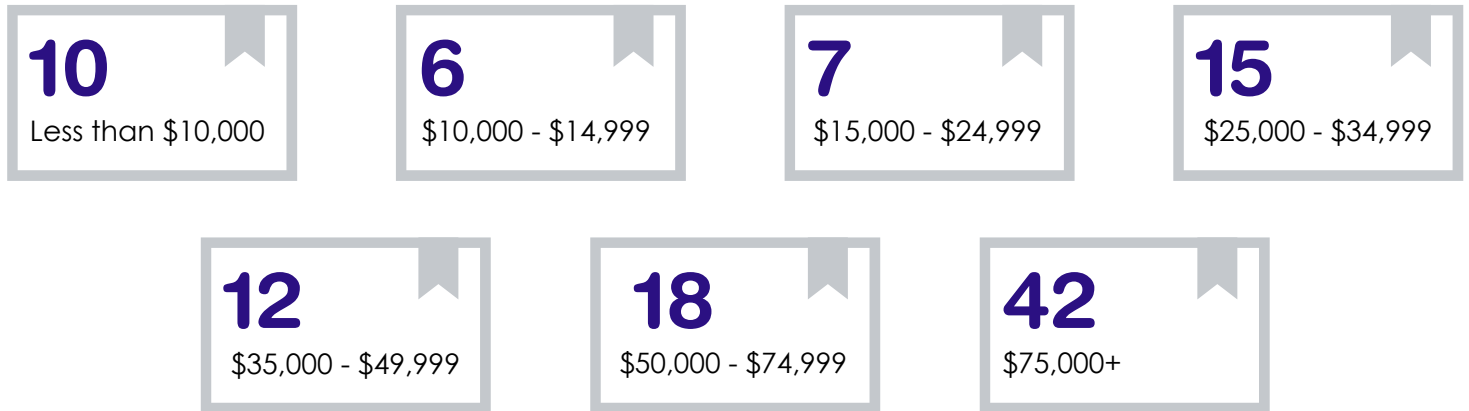 10
Less than $10,000
6
$10,000 - $14,999
7
$15,000 - $24,999
15
$25,000 - $34,999
12
$35,000 - $49,999
18
$50,000 - $74,999
42
$75,000+